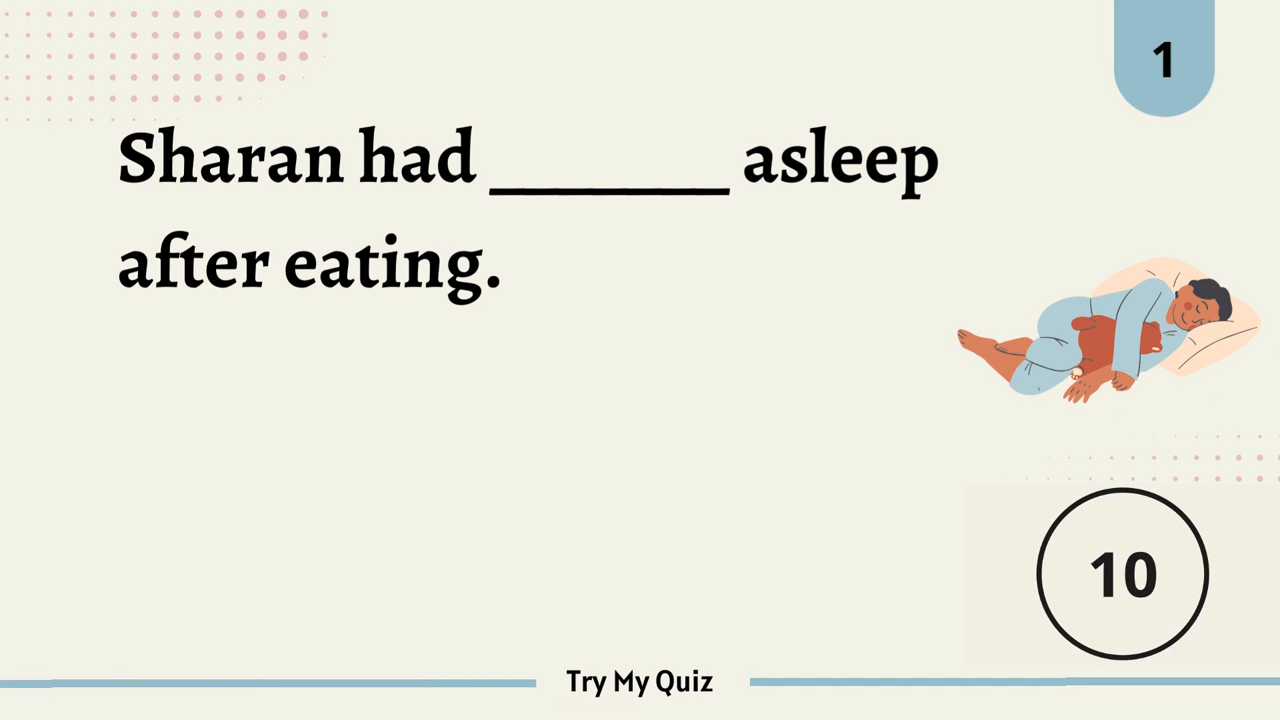 1
Sharan had _______ asleep
after eating.
10
Try My Quiz